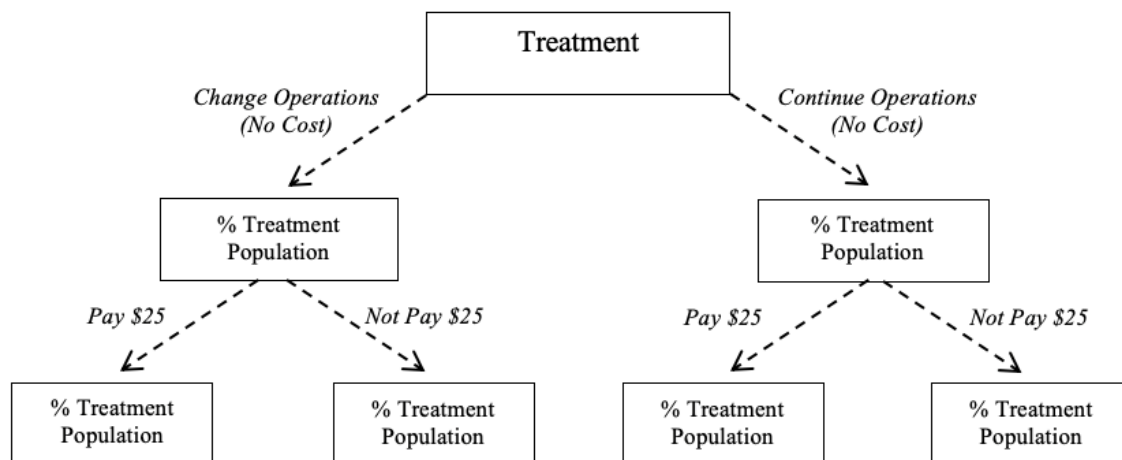 Treatment
Change Operations
(No Cost)
Continue Operations
(No Cost)
% Treatment
Population
% Treatment
Population
Pay $25
Not Pay $25
Pay $25
Not Pay $25
% Treatment
Population
% Treatment
Population
% Treatment
Population
% Treatment
Population